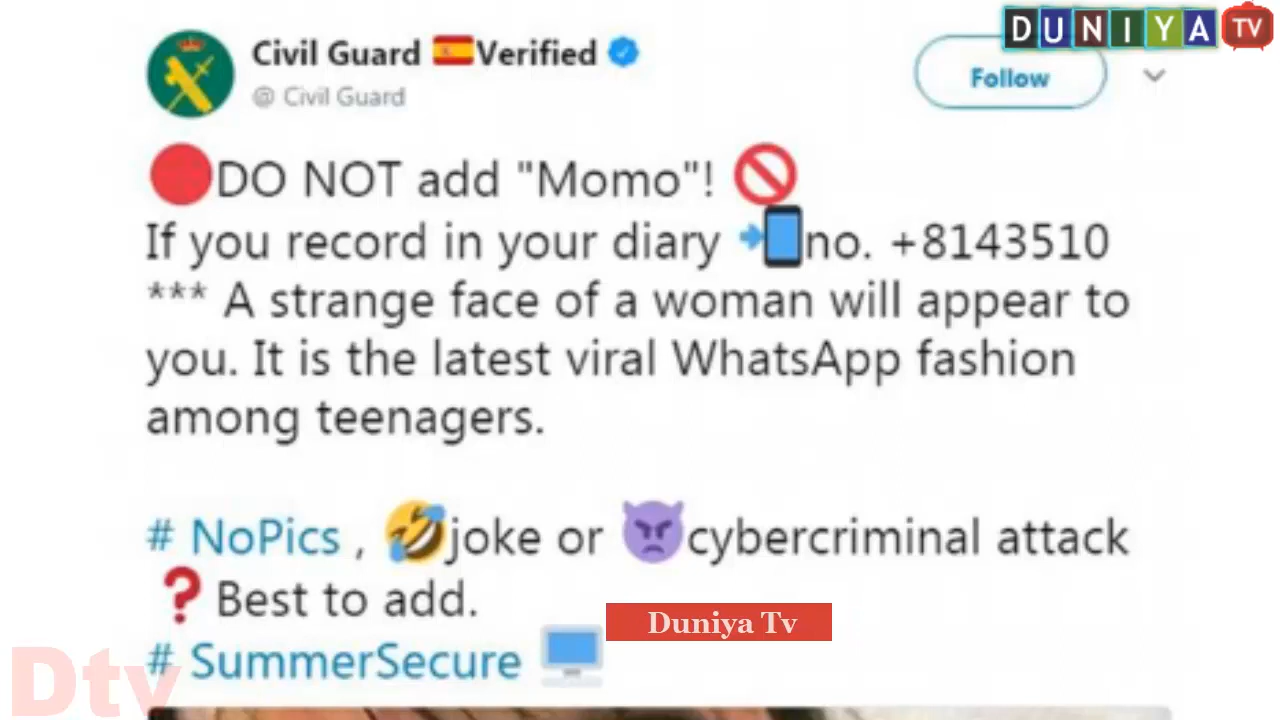 DUNIYA TV
Civil Guard 🇪🇸Verified
@ Civil Guard
Follow
🔴DO NOT add "Momo"! 🚫
If you record in your diary 📲no. +8143510
*** A strange face of a woman will appear to
you. It is the latest viral WhatsApp fashion
among teenagers.
# NoPics , 🤣joke or 👿cybercriminal attack
❓Best to add.
Duniya Tv
# SummerSecure 🖥
Dtv